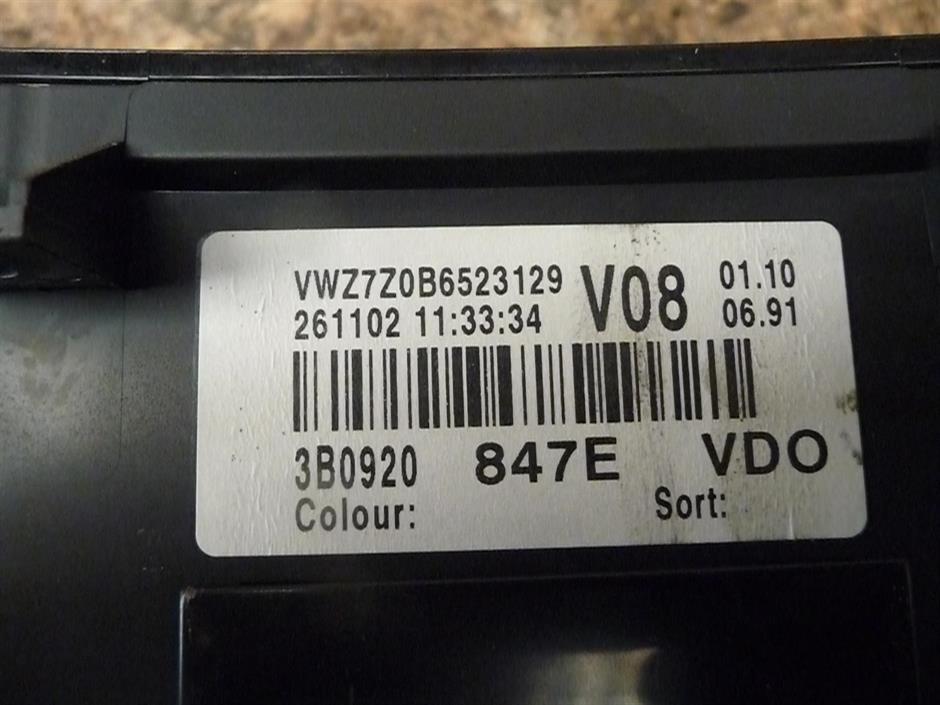 VWZ7Z0B6523129 V08 01.10
261102 11:33:34 06.91
3B0920 847E VDO
Colour: Sort: